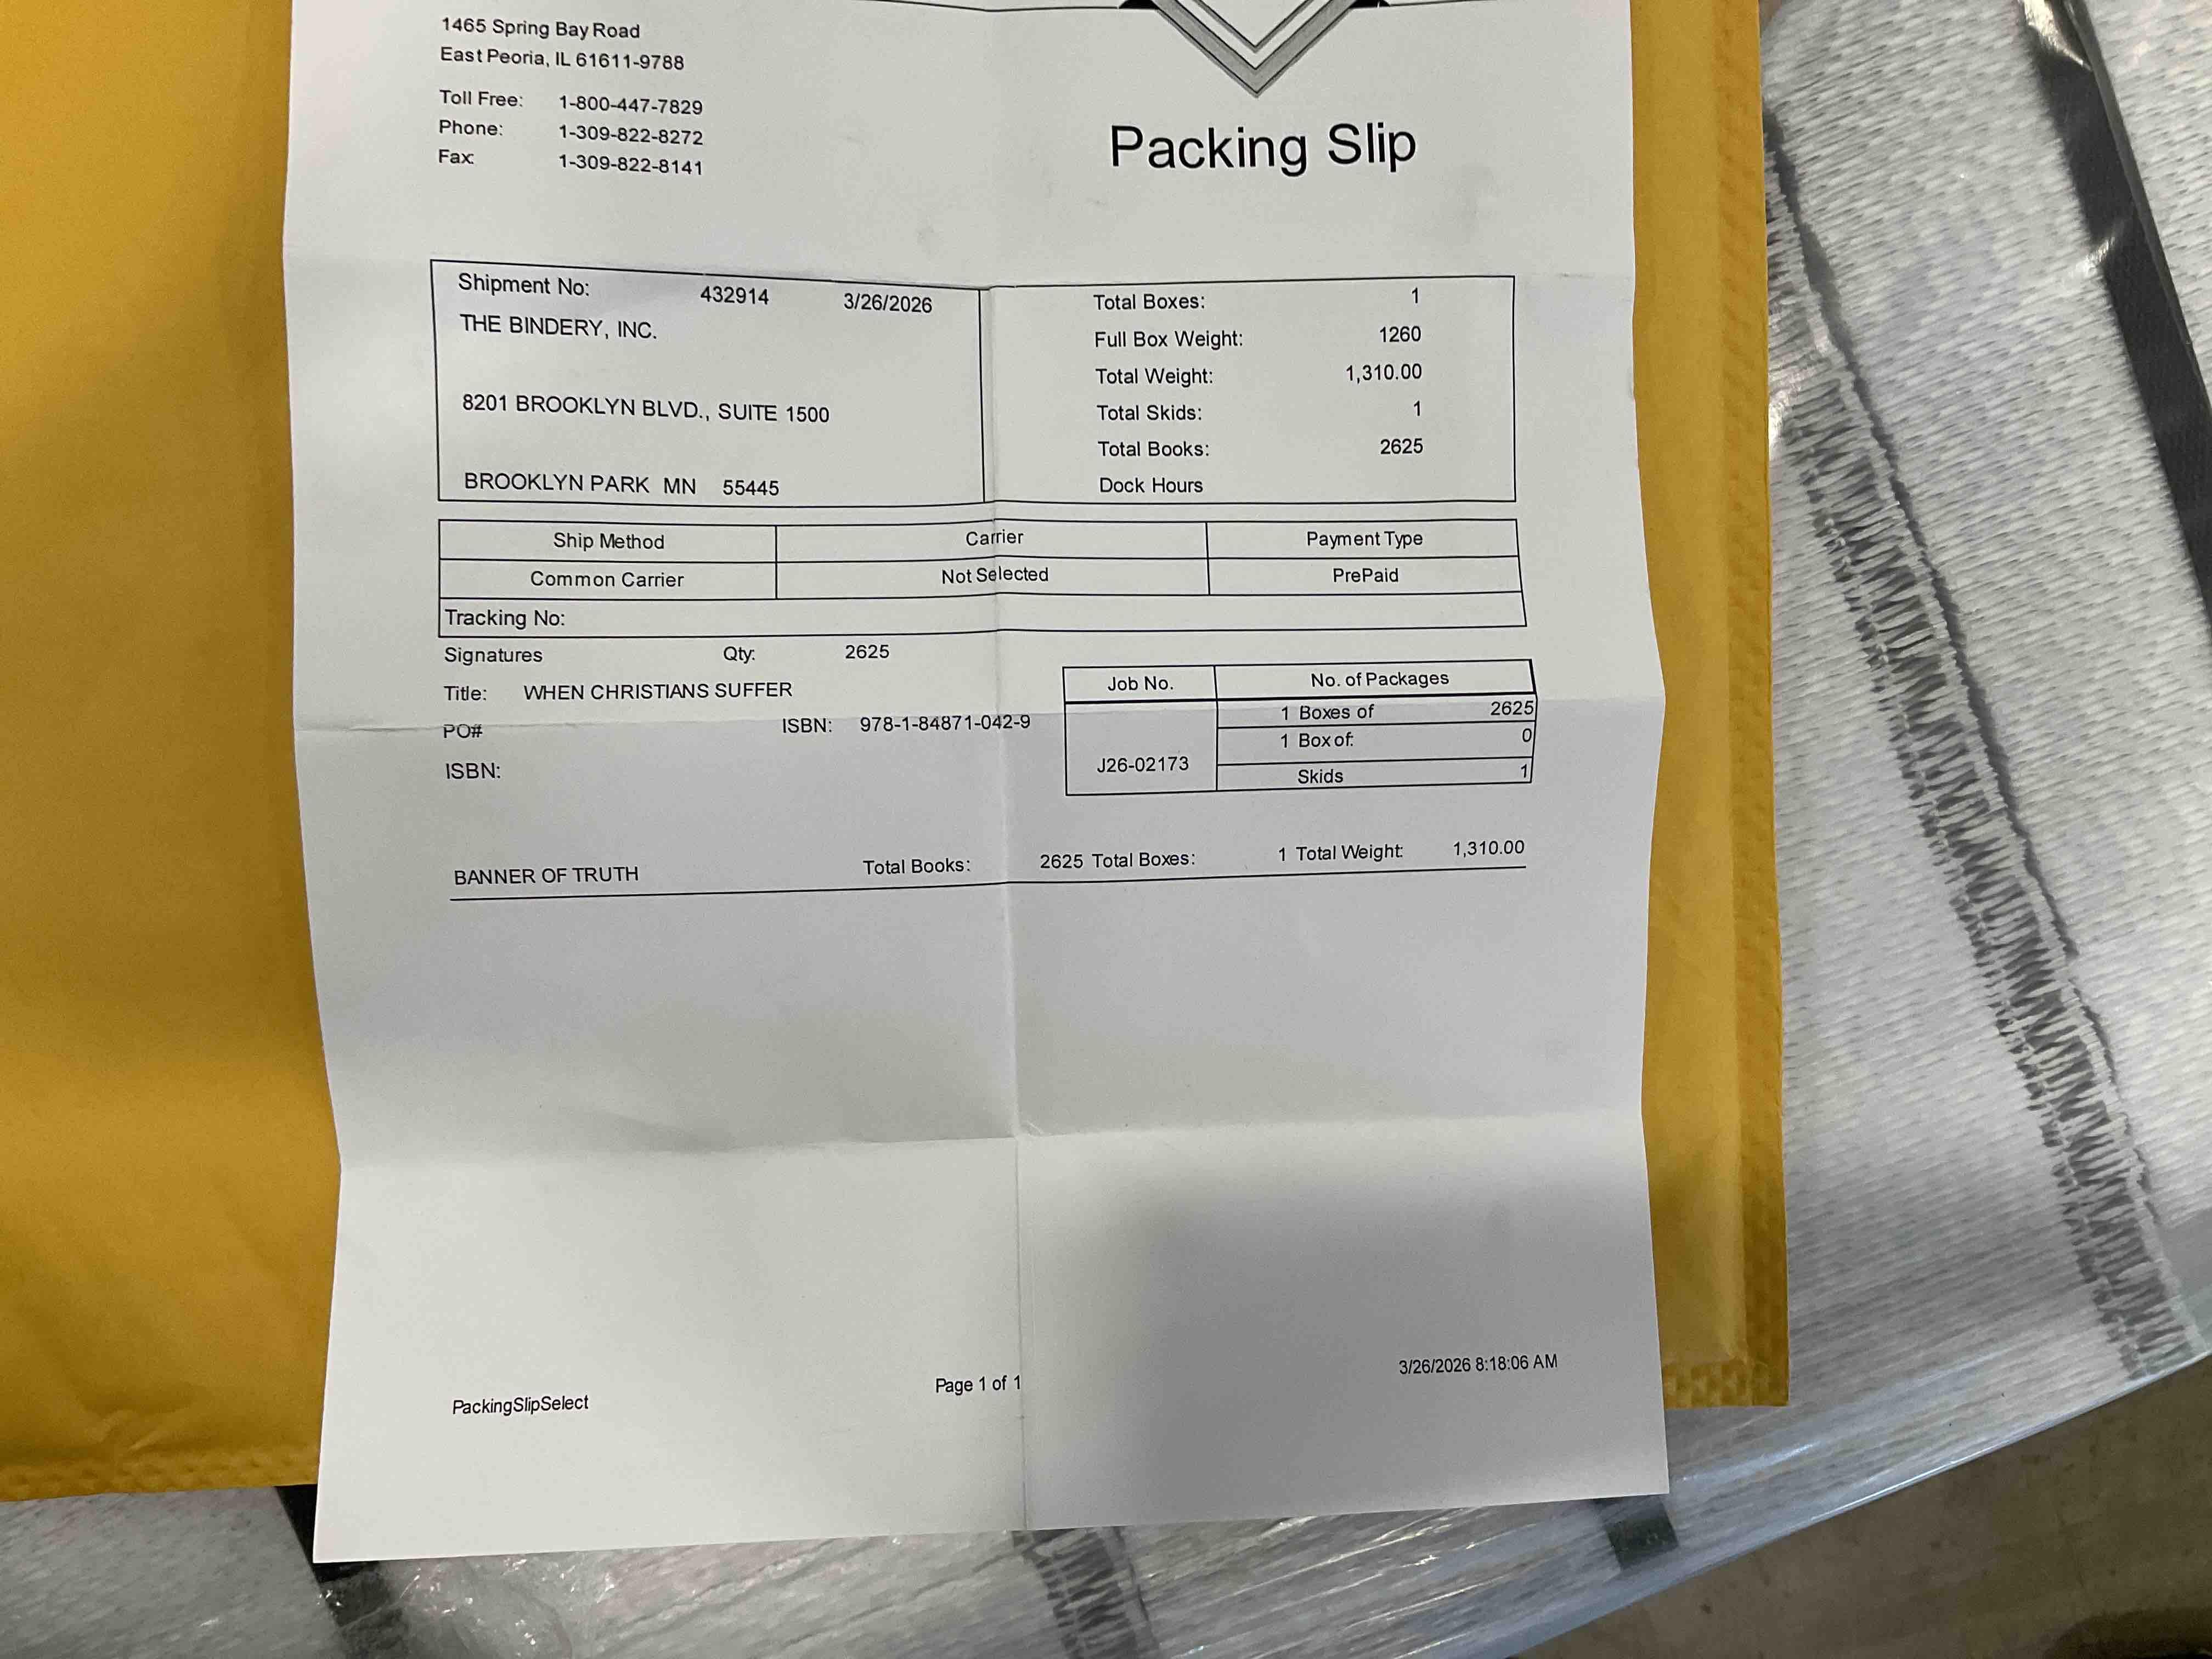 1465 Spring Bay Road
East Peoria, IL 61611-9788
Toll Free: 1-800-447-7829
Phone: 1-309-822-8272
Fax: 1-309-822-8141
Packing Slip
Shipment No: 432914 3/26/2026
THE BINDERY, INC.
8201 BROOKLYN BLVD., SUITE 1500
BROOKLYN PARK MN 55445
Total Boxes: 1
Full Box Weight: 1260
Total Weight: 1,310.00
Total Skids: 1
Total Books: 2625
Dock Hours
Ship Method Carrier Payment Type
Common Carrier Not Selected PrePaid
Tracking No:
Signatures Qty: 2625
Title: WHEN CHRISTIANS SUFFER
PO# ISBN: 978-1-84871-042-9
ISBN:
Job No. No. of Packages
1 Boxes of 2625
1 Box of: 0
J26-02173
Skids 1
BANNER OF TRUTH Total Books: 2625 Total Boxes: 1 Total Weight: 1,310.00
PackingSlipSelect Page 1 of 1 3/26/2026 8:18:06 AM